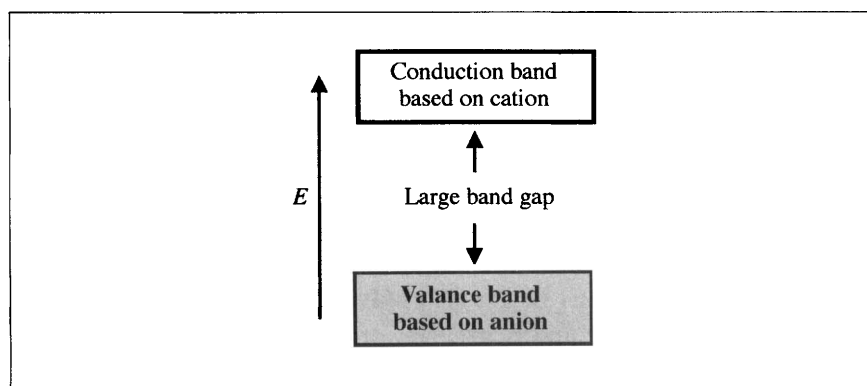 Conduction band
based on cation
E
Large band gap
Valance band
based on anion